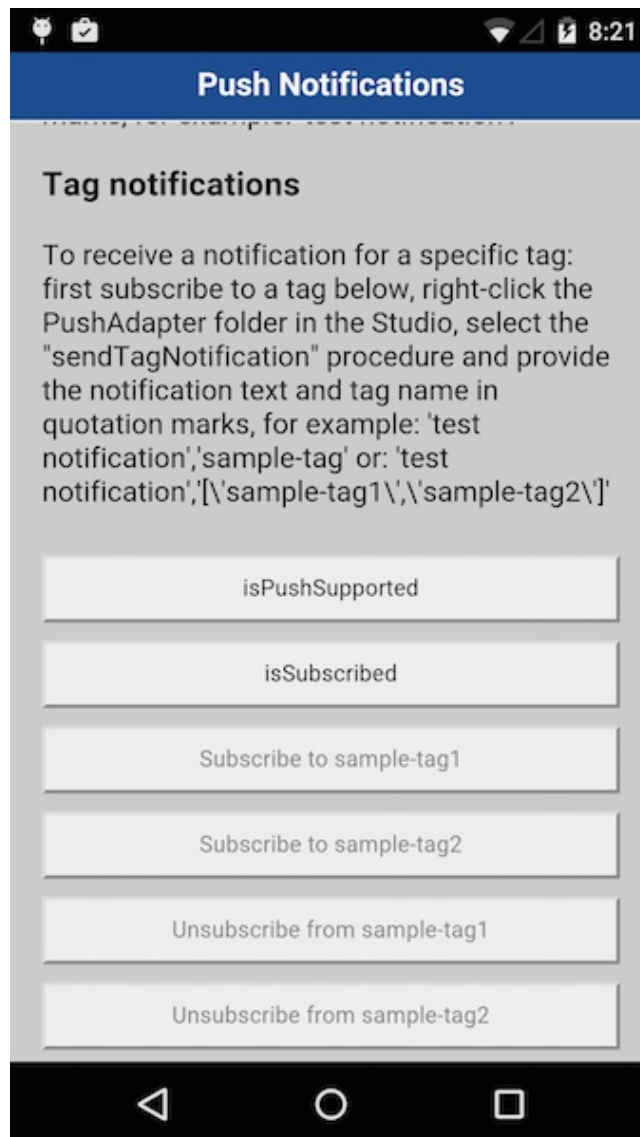 8:21
Push Notifications
Tag notifications
To receive a notification for a specific tag:
first subscribe to a tag below, right-click the
PushAdapter folder in the Studio, select the
"sendTagNotification" procedure and provide
the notification text and tag name in
quotation marks, for example: 'test
notification','sample-tag' or: 'test
notification','[\'sample-tag1\',\'sample-tag2\']'
isPushSupported
isSubscribed
Subscribe to sample-tag1
Subscribe to sample-tag2
Unsubscribe from sample-tag1
Unsubscribe from sample-tag2